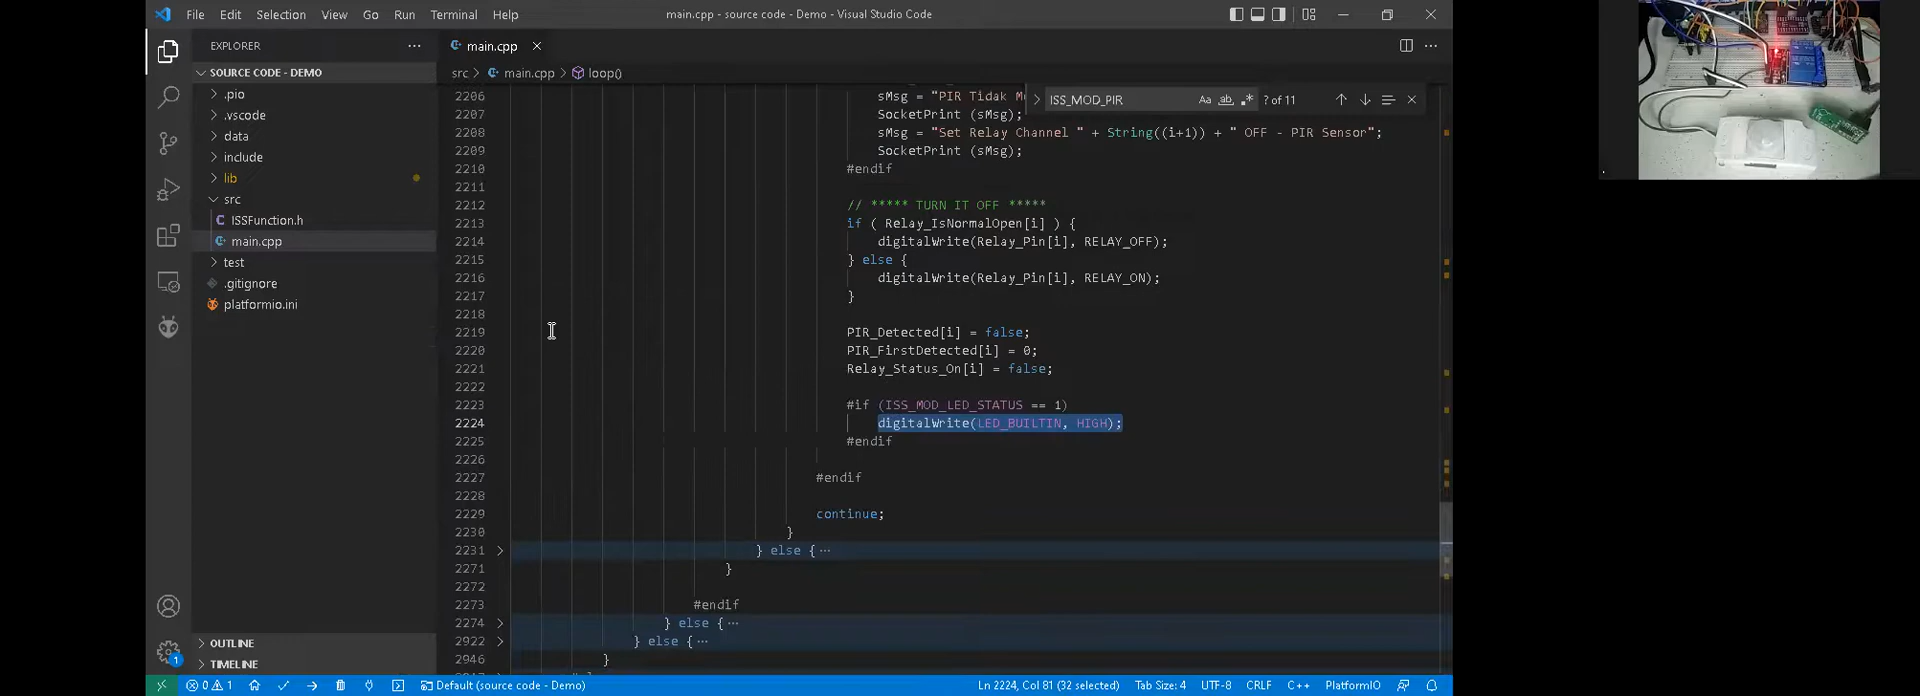 File Edit Selection View Go Run Terminal Help
main.cpp - source code - Demo - Visual Studio Code
EXPLORER
SOURCE CODE - DEMO
.pio
.vscode
data
include
lib
src
ISSFunction.h
main.cpp
test
.gitignore
platformio.ini
OUTLINE
TIMELINE
1
main.cpp
src > main.cpp > loop()
ISS_MOD_PIR
Aa ab .* ? of 11
2206 sMsg = "PIR Tidak M
2207 SocketPrint (sMsg);
2208 sMsg = "Set Relay Channel " + String((i+1)) + " OFF - PIR Sensor";
2209 SocketPrint (sMsg);
2210 #endif
2211
2212 // ***** TURN IT OFF *****
2213 if ( Relay_IsNormalOpen[i] ) {
2214 digitalWrite(Relay_Pin[i], RELAY_OFF);
2215 } else {
2216 digitalWrite(Relay_Pin[i], RELAY_ON);
2217 }
2218
2219 PIR_Detected[i] = false;
2220 PIR_FirstDetected[i] = 0;
2221 Relay_Status_On[i] = false;
2222
2223 #if (ISS_MOD_LED_STATUS == 1)
2224 digitalWrite(LED_BUILTIN, HIGH);
2225 #endif
2226
2227 #endif
2228
2229 continue;
2230 }
2231 } else { ···
2271 }
2272
2273 #endif
2274 } else { ···
2922 } else { ···
2946 }
0 1 Default (source code - Demo) Ln 2224, Col 81 (32 selected) Tab Size: 4 UTF-8 CRLF C++ PlatformIO